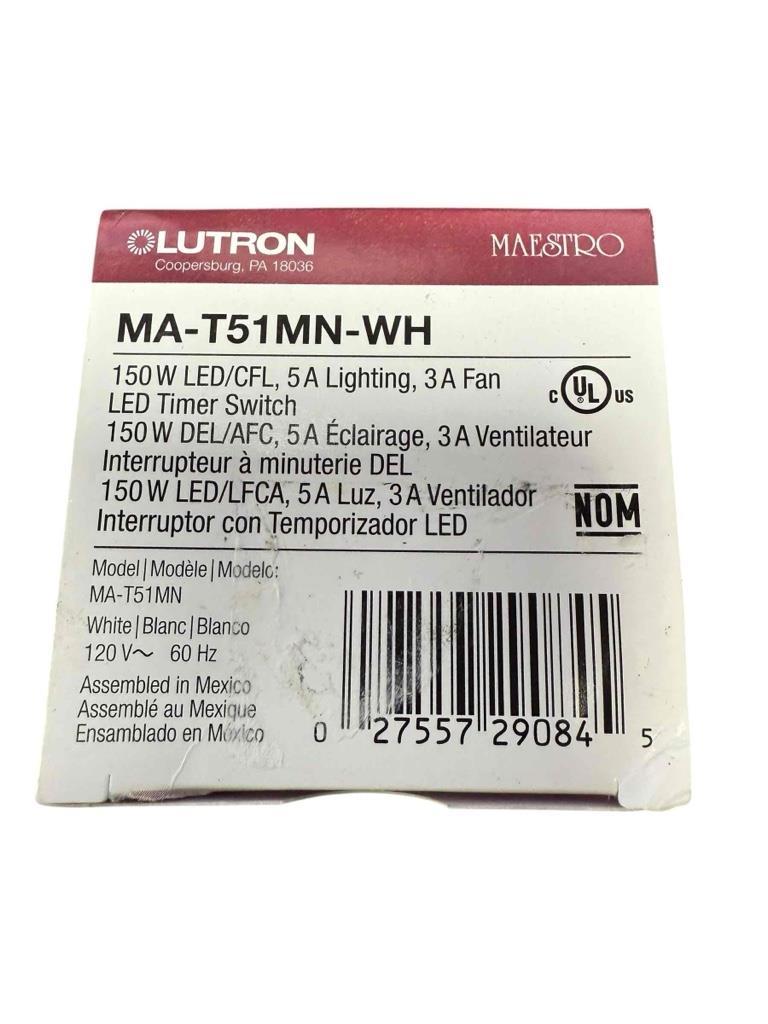 LUTRON
Coopersburg, PA 18036
MAESTRO
MA-T51MN-WH
150 W LED/CFL, 5 A Lighting, 3 A Fan
LED Timer Switch
150 W DEL/AFC, 5 A Éclairage, 3 A Ventilateur
Interrupteur à minuterie DEL
150 W LED/LFCA, 5 A Luz, 3 A Ventilador
Interruptor con Temporizador LED
C UL ® US
NOM
Model | Modèle | Modelo:
MA-T51MN
White | Blanc | Blanco
120 V~ 60 Hz
Assembled in Mexico
Assemblé au Mexique
Ensamblado en México
0 27557 29084 5